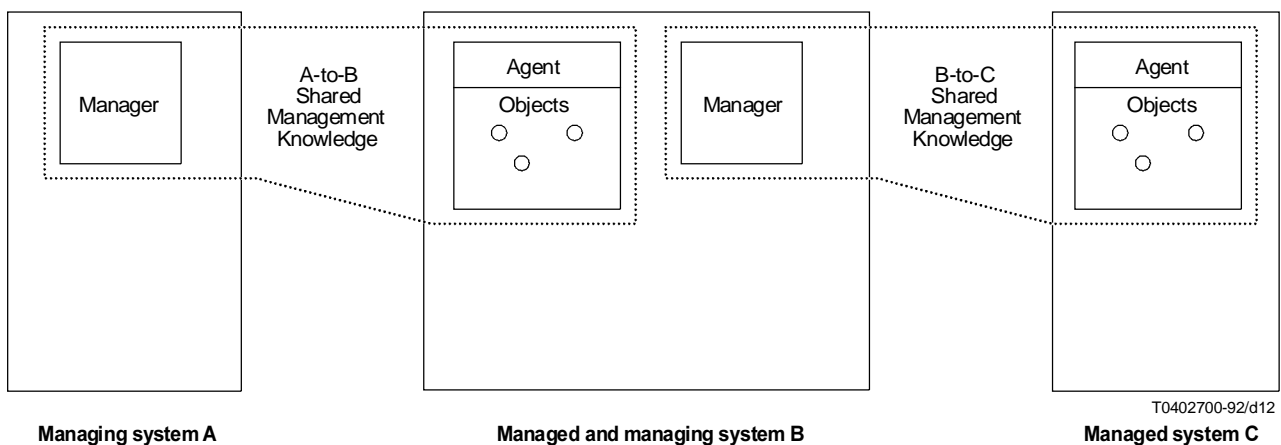 Manager
A-to-B
Shared
Management
Knowledge
Agent
Objects
Manager
B-to-C
Shared
Management
Knowledge
Agent
Objects
T0402700-92/d12
Managing system A
Managed and managing system B
Managed system C